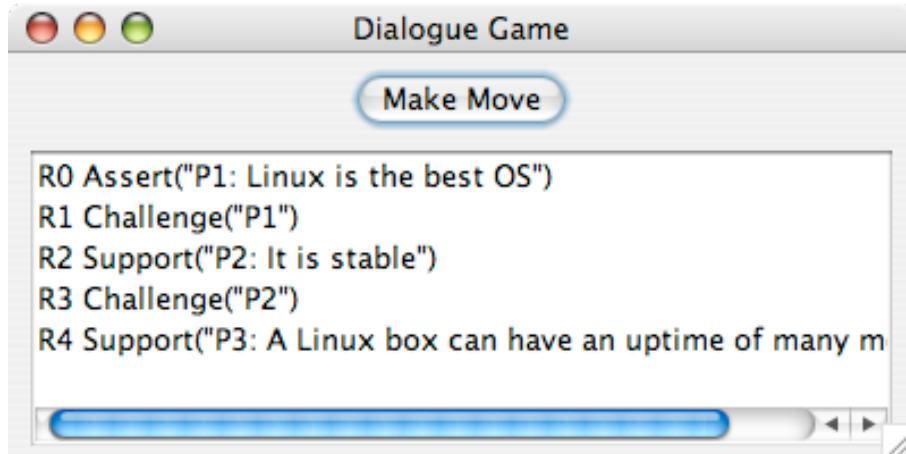 Dialogue Game
Make Move
R0 Assert("P1: Linux is the best OS")
R1 Challenge("P1")
R2 Support("P2: It is stable")
R3 Challenge("P2")
R4 Support("P3: A Linux box can have an uptime of many